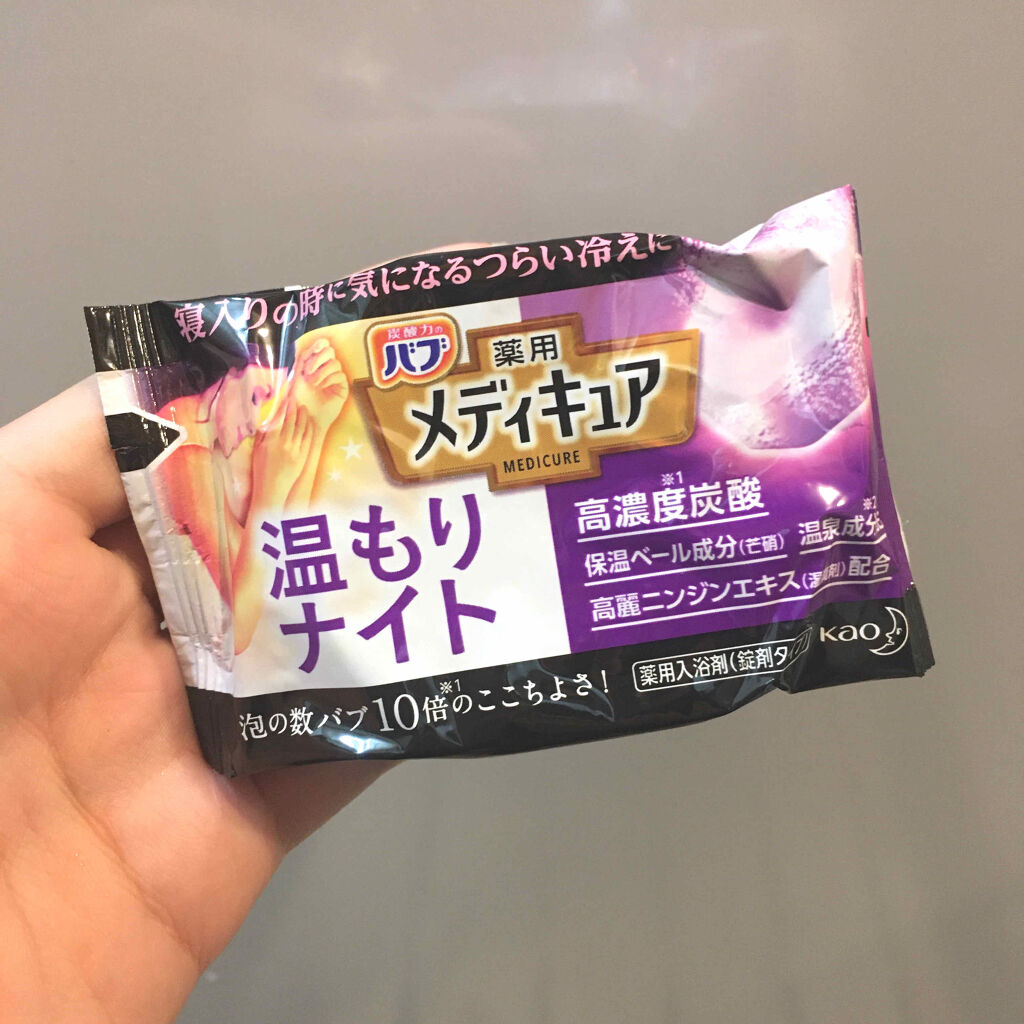 寝入りの時に気になるつらい冷えに
炭酸力の
バブ
薬用
メディキュア
MEDICURE
温もり
ナイト
※1
高濃度炭酸
※2
保温ベール成分(芒硝) 温泉成分
高麗ニンジンエキス 配合
※1
泡の数バブ10倍のここちよさ!
薬用入浴剤(錠剤タ
Kao